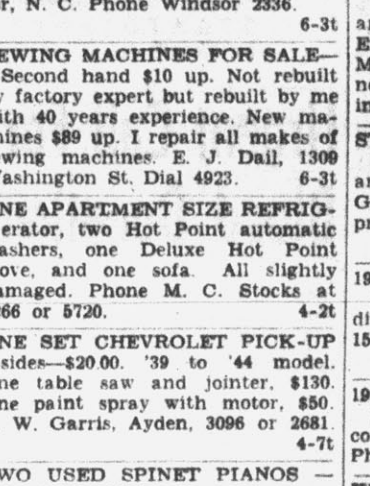 r, N. C. Phone Windsor 2336.
6-3t
EWING MACHINES FOR SALE—
Second hand $10 up. Not rebuilt
y factory expert but rebuilt by me
ith 40 years experience. New ma-
hines $89 up. I repair all makes of
ewing machines. E. J. Dail, 1309
Washington St. Dial 4923. 6-3t
NE APARTMENT SIZE REFRIG-
erator, two Hot Point automatic
ashers, one Deluxe Hot Point
ove, and one sofa. All slightly
amaged. Phone M. C. Stocks at
66 or 5720. 4-2t
NE SET CHEVROLET PICK-UP
sides—$20.00. '39 to '44 model.
ne table saw and jointer, $130.
ne paint spray with motor, $50.
W. Garris, Ayden, 3096 or 2681.
4-7t
WO USED SPINET PIANOS —